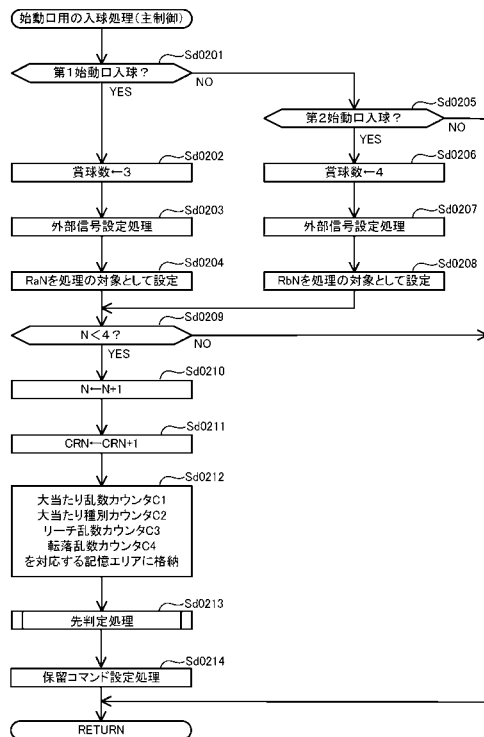 始動口用の入球処理(主制御)
Sd0201
第1始動口入球？
YES
NO
Sd0205
第2始動口入球？
YES
NO
Sd0202
賞球数←3
Sd0206
賞球数←4
Sd0203
外部信号設定処理
Sd0207
外部信号設定処理
Sd0204
RaNを処理の対象として設定
Sd0208
RbNを処理の対象として設定
Sd0209
N＜4？
YES
NO
Sd0210
N←N+1
Sd0211
CRN←CRN+1
Sd0212
大当たり乱数カウンタC1
大当たり種別カウンタC2
リーチ乱数カウンタC3
転落乱数カウンタC4
を対応する記憶エリアに格納
Sd0213
先判定処理
Sd0214
保留コマンド設定処理
RETURN